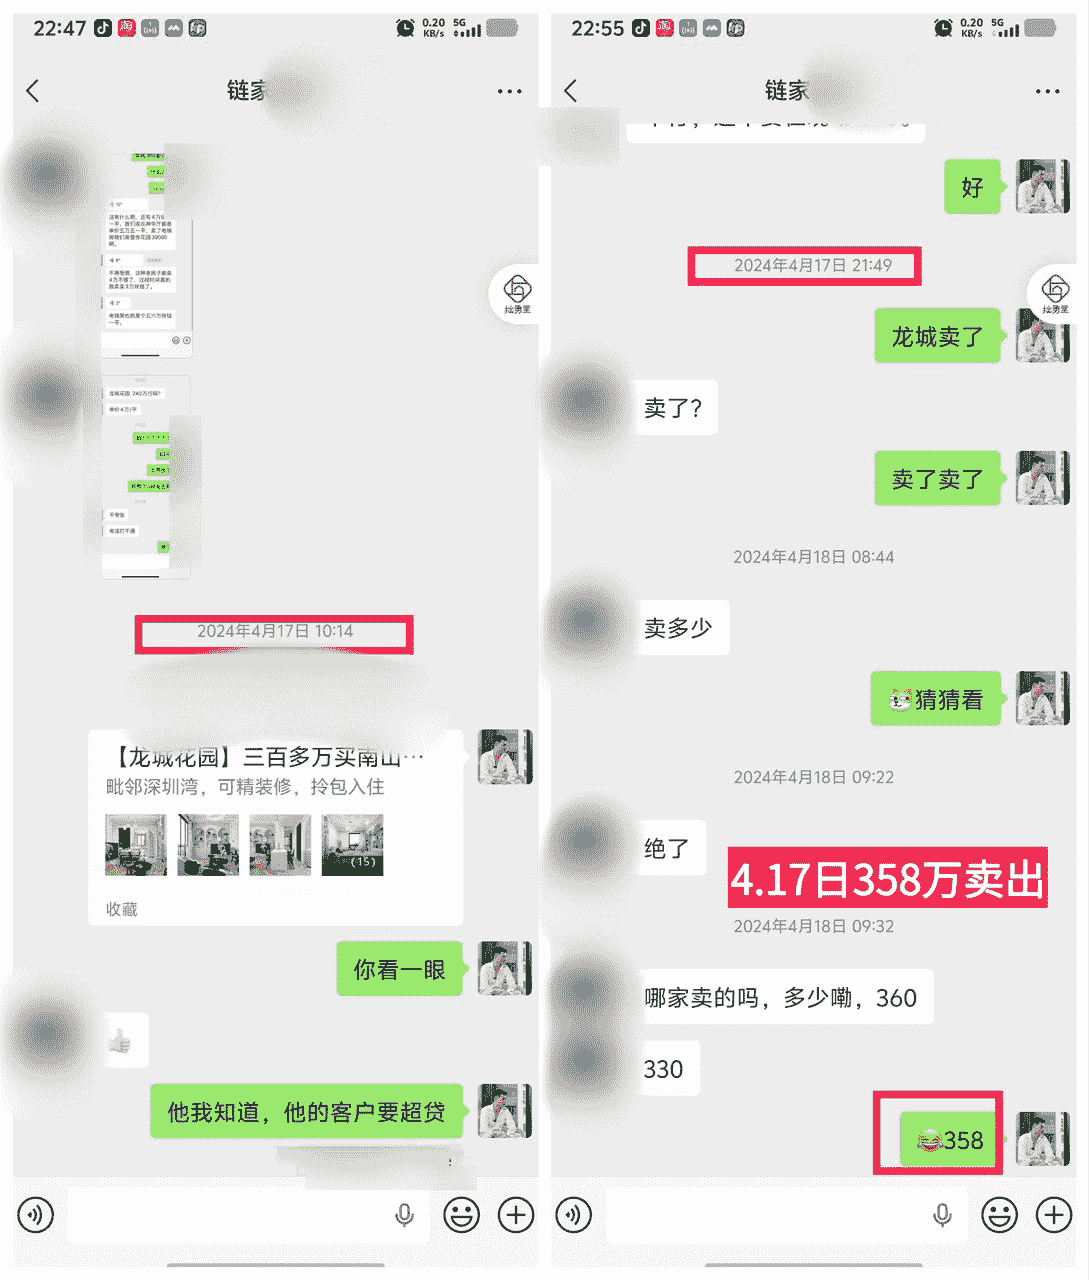 22:47
0.20
KB/s
5G
链家
拙勇堂
2024年4月17日 10:14
【龙城花园】三百多万买南山…
毗邻深圳湾，可精装修，拎包入住
(15)
收藏
你看一眼
他我知道，他的客户要超贷
22:55
0.20
KB/s
5G
链家
好
2024年4月17日 21:49
拙勇堂
龙城卖了
卖了？
卖了卖了
2024年4月18日 08:44
卖多少
猜猜看
2024年4月18日 09:22
绝了
4.17日358万卖出
2024年4月18日 09:32
哪家卖的吗，多少嘞，360
330
😂358